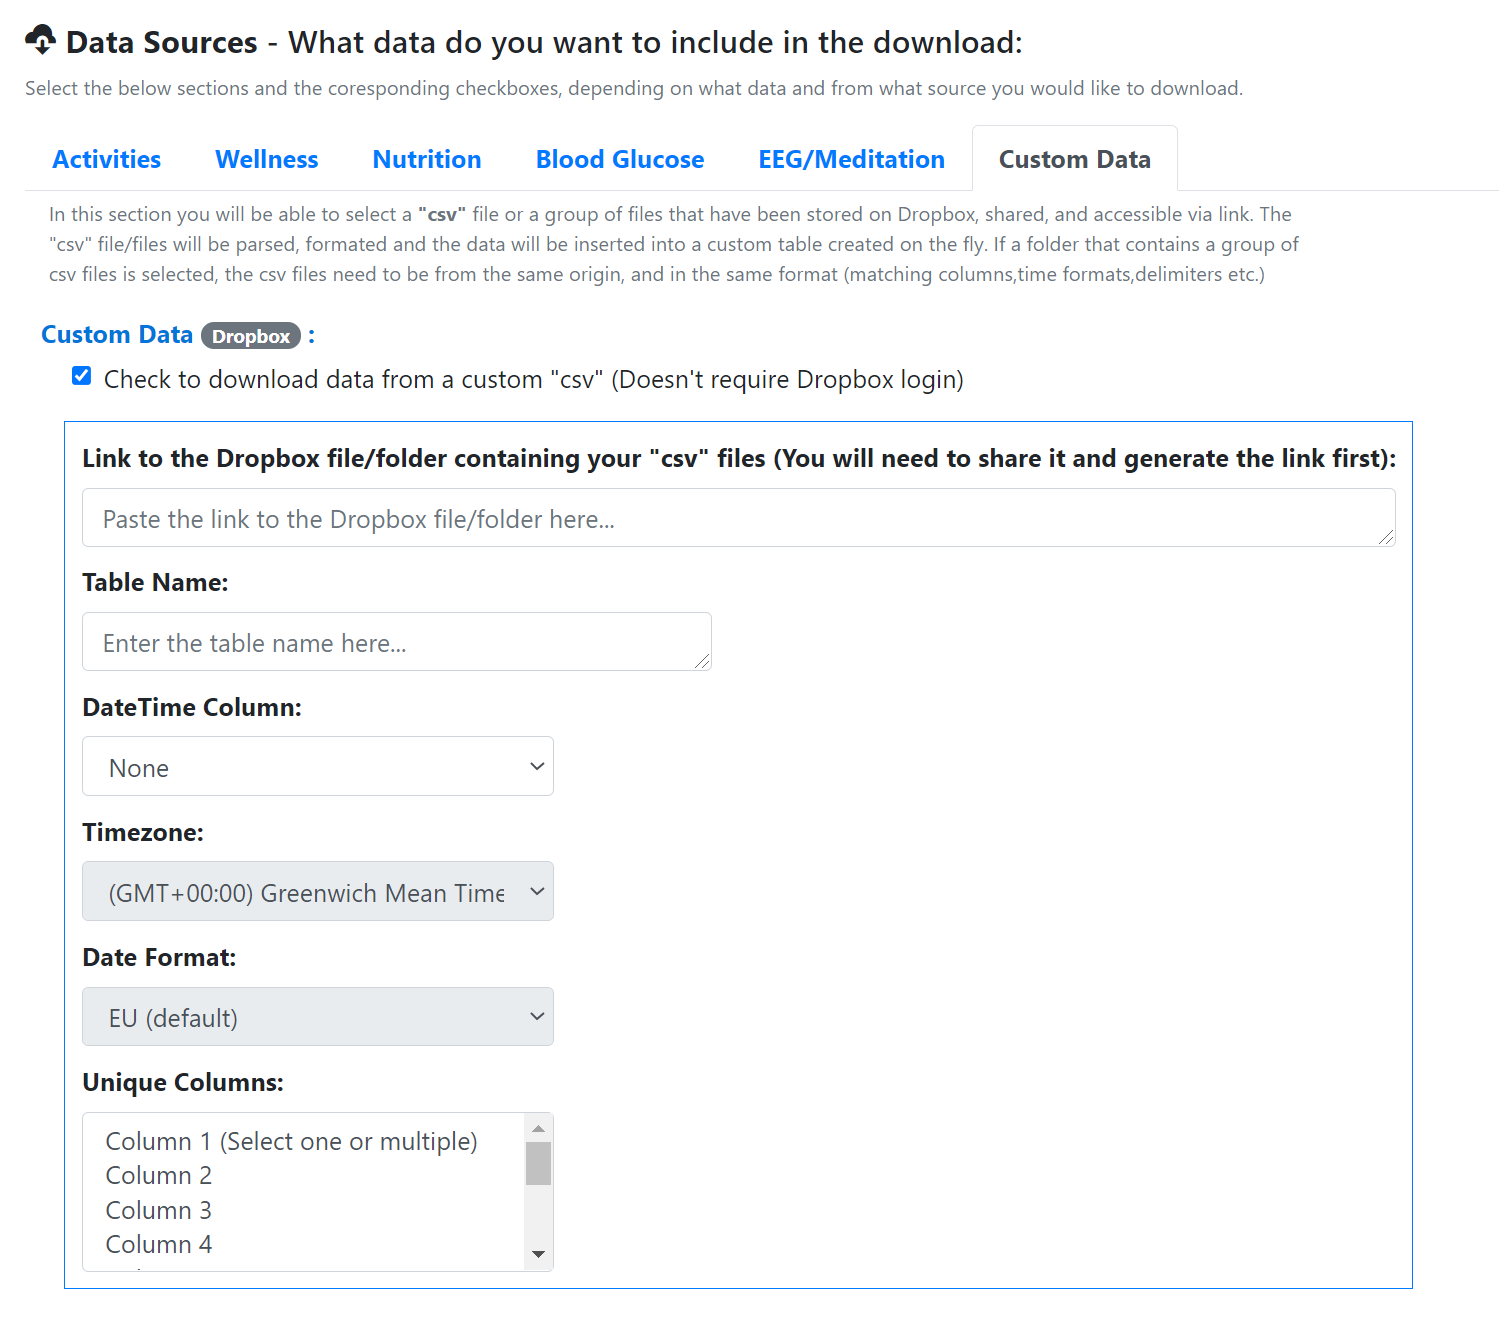 Data Sources - What data do you want to include in the download:
Select the below sections and the coresponding checkboxes, depending on what data and from what source you would like to download.
Activities Wellness Nutrition Blood Glucose EEG/Meditation Custom Data
In this section you will be able to select a "csv" file or a group of files that have been stored on Dropbox, shared, and accessible via link. The
"csv" file/files will be parsed, formated and the data will be inserted into a custom table created on the fly. If a folder that contains a group of
csv files is selected, the csv files need to be from the same origin, and in the same format (matching columns,time formats,delimiters etc.)
Custom Data Dropbox :
Check to download data from a custom "csv" (Doesn't require Dropbox login)
Link to the Dropbox file/folder containing your "csv" files (You will need to share it and generate the link first):
Paste the link to the Dropbox file/folder here...
Table Name:
Enter the table name here...
DateTime Column:
None
Timezone:
(GMT+00:00) Greenwich Mean Time
Date Format:
EU (default)
Unique Columns:
Column 1 (Select one or multiple)
Column 2
Column 3
Column 4